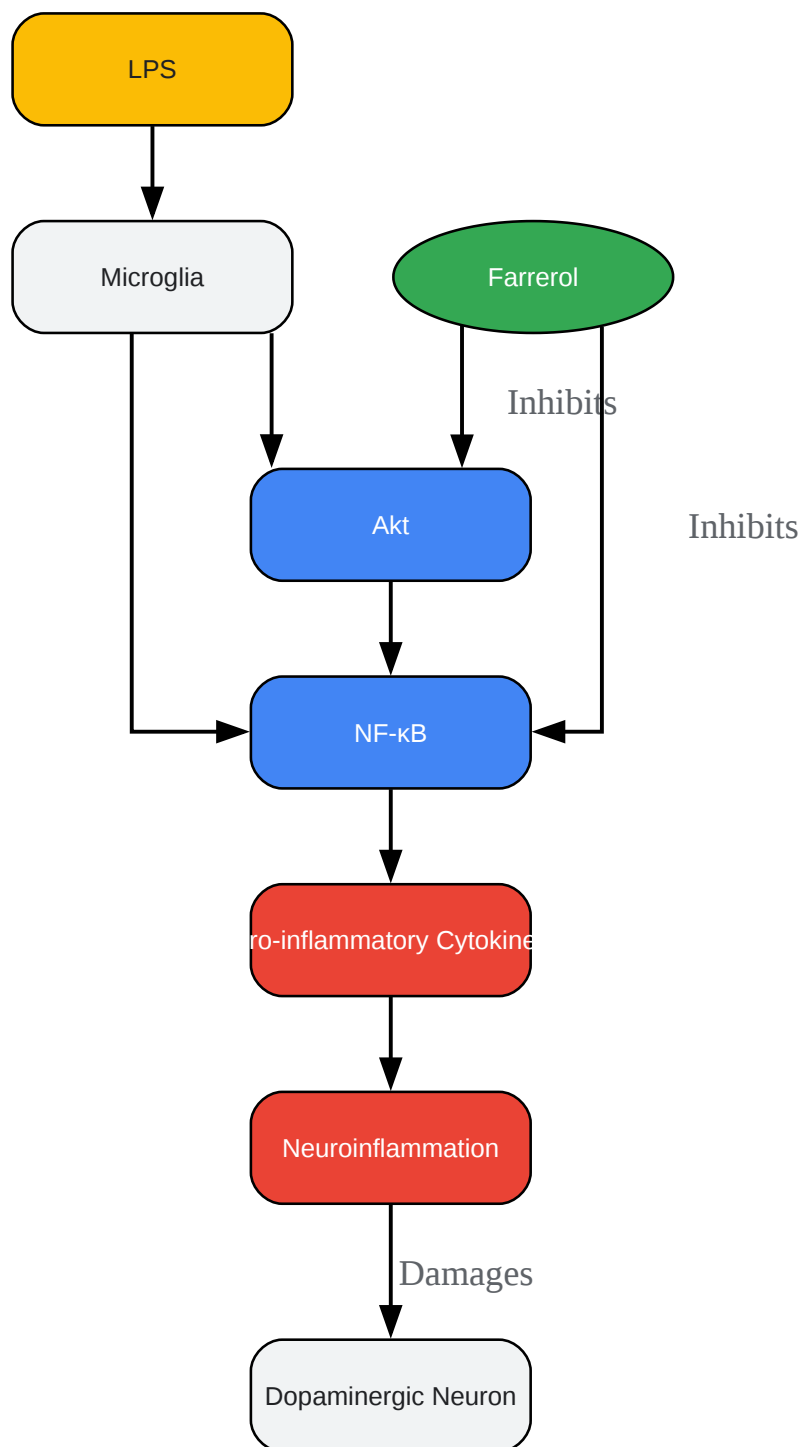 LPS
Microglia
Farrerol
Inhibits
Akt
Inhibits
NF-κB
ro-inflammatory Cytokine
Neuroinflammation
Damages
Dopaminergic Neuron